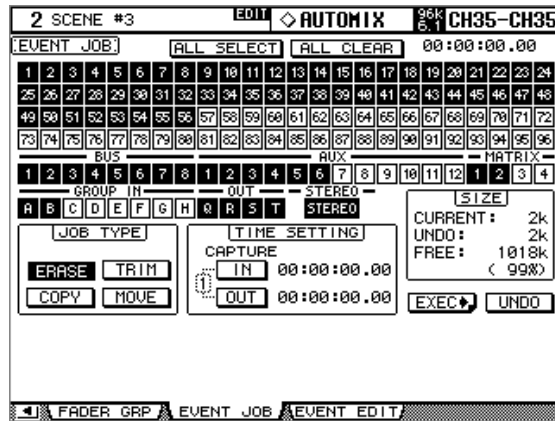 2 SCENE #3 EDIT ◇AUTOMIX 96k 6.1 CH35-CH35
EVENT JOB ALL SELECT ALL CLEAR 00:00:00.00
1 2 3 4 5 6 7 8 9 10 11 12 13 14 15 16 17 18 19 20 21 22 23 24
25 26 27 28 29 30 31 32 33 34 35 36 37 38 39 40 41 42 43 44 45 46 47 48
49 50 51 52 53 54 55 56 57 58 59 60 61 62 63 64 65 66 67 68 69 70 71 72
73 74 75 76 77 78 79 80 81 82 83 84 85 86 87 88 89 90 91 92 93 94 95 96
BUS AUX MATRIX
1 2 3 4 5 6 7 8 1 2 3 4 5 6 7 8 9 10 11 12 1 2 3 4
GROUP IN OUT STEREO
A B C D E F G H Q R S T STEREO
SIZE
CURRENT: 2k
UNDO: 2k
FREE: 1018k
( 99%)
JOB TYPE
ERASE TRIM
COPY MOVE
TIME SETTING
CAPTURE
1
IN 00:00:00.00
OUT 00:00:00.00
EXEC UNDO
FADER GRP EVENT JOB EVENT EDIT